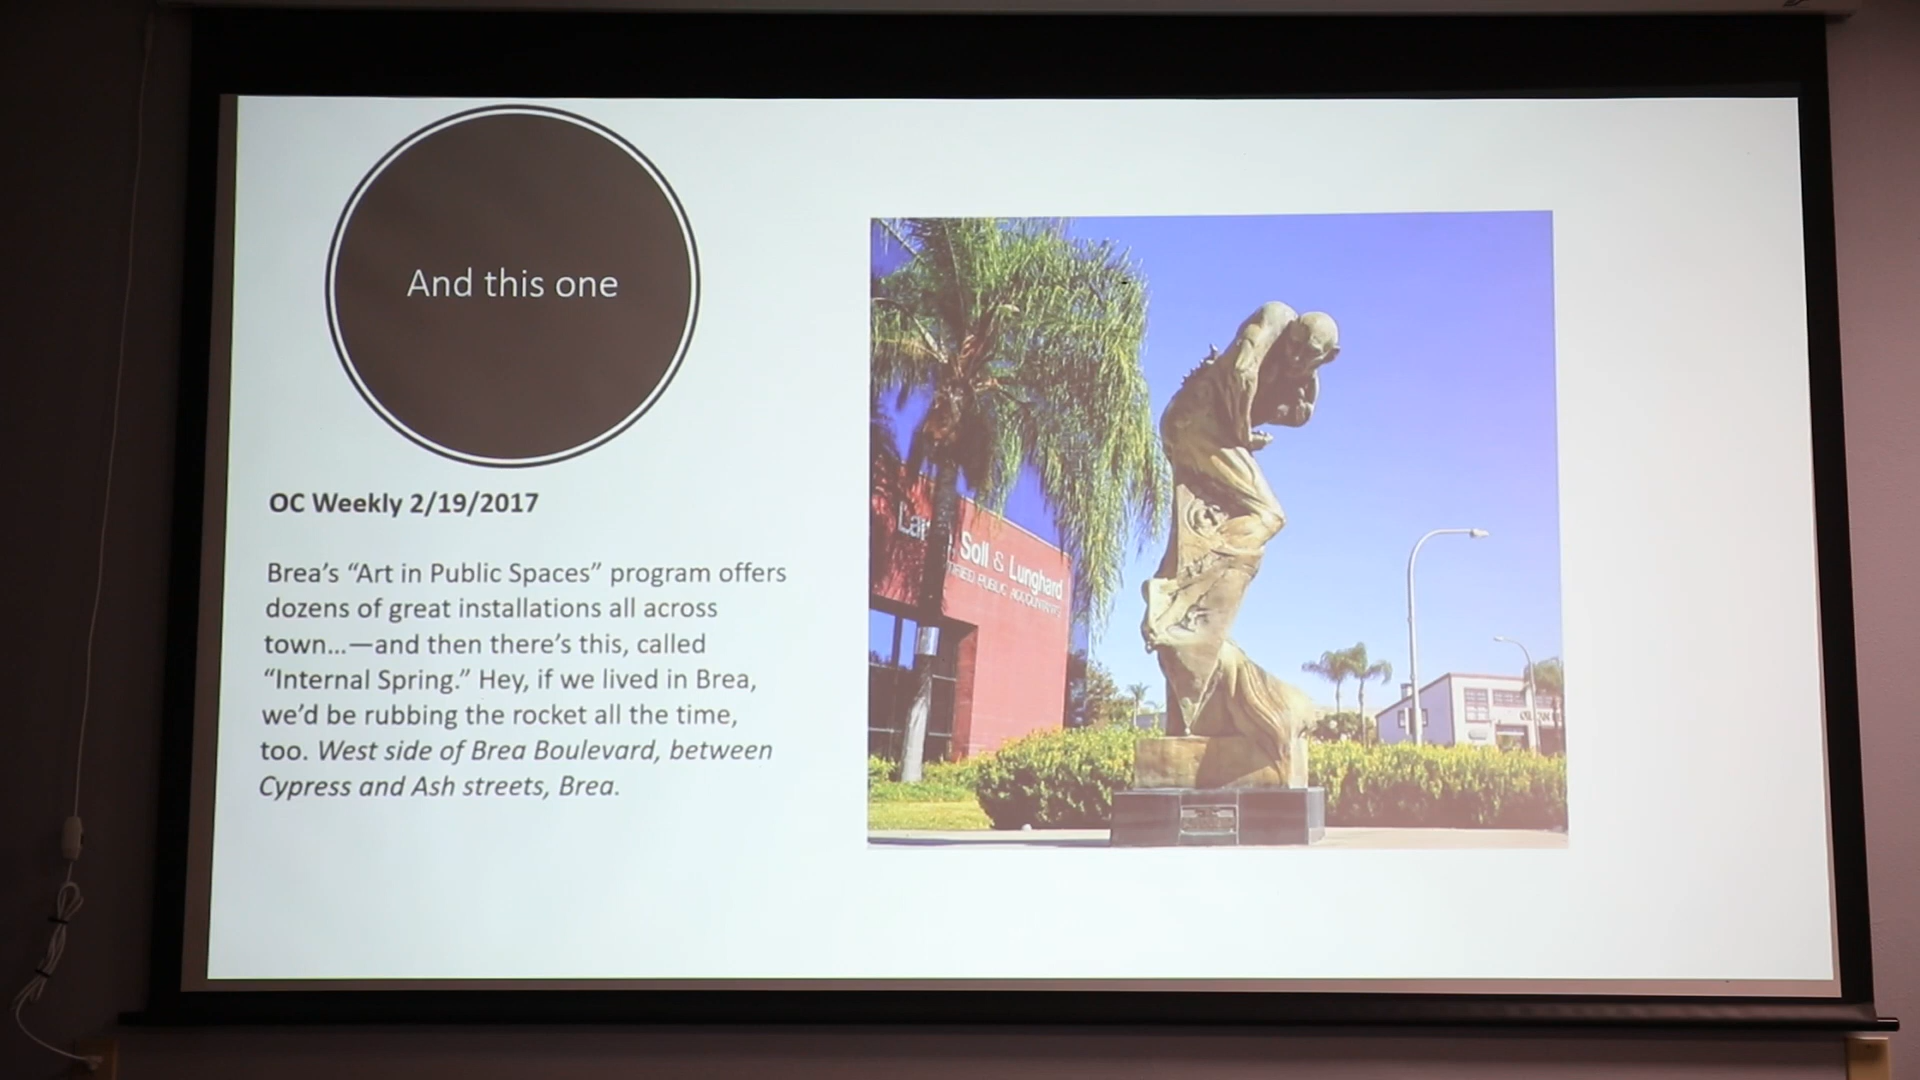 And this one
OC Weekly 2/19/2017
Brea's “Art in Public Spaces” program offers
dozens of great installations all across
town...—and then there's this, called
“Internal Spring.” Hey, if we lived in Brea,
we'd be rubbing the rocket all the time,
too. West side of Brea Boulevard, between
Cypress and Ash streets, Brea.
Soll & Lunghard
PUBLIC ACCOUNTANTS